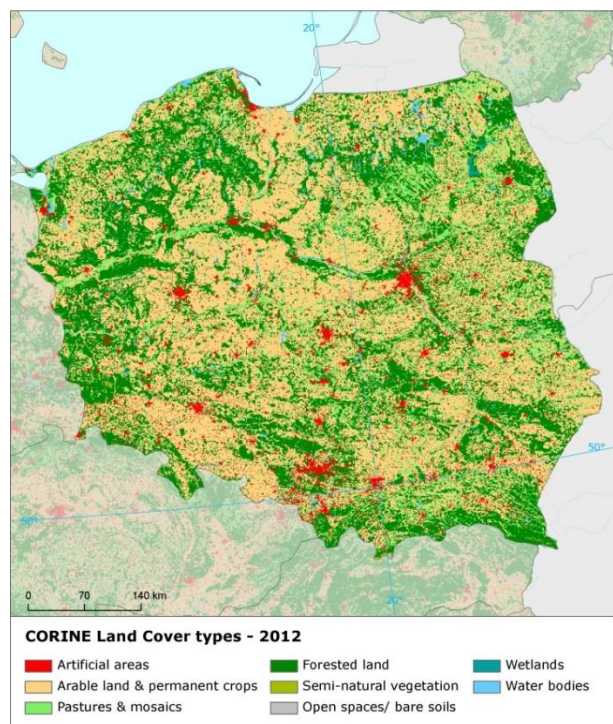 20°
50°
50°
20°
0 70 140 km
CORINE Land Cover types - 2012
Artificial areas
Forested land
Wetlands
Arable land & permanent crops
Semi-natural vegetation
Water bodies
Pastures & mosaics
Open spaces/ bare soils